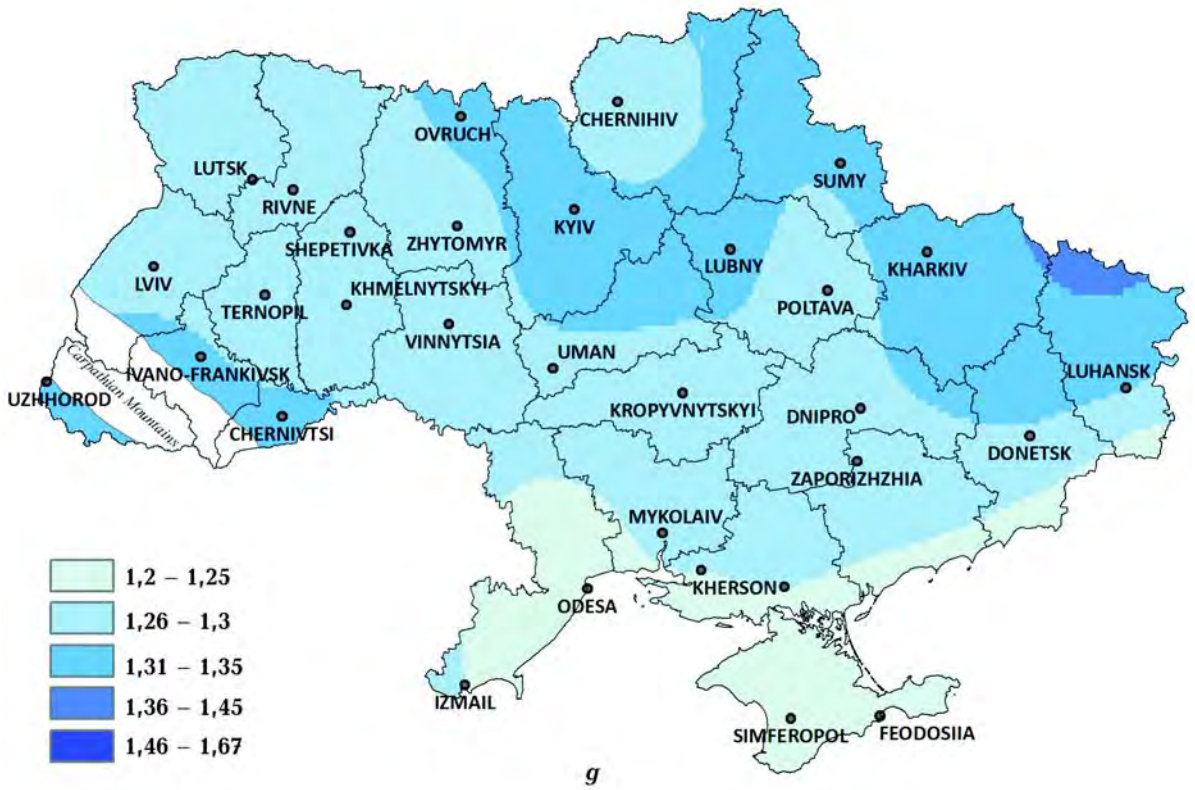 CHERNIHIV
OVRUCH
SUMY
LUTSK
RIVNE
KYIV
SHEPETIVKA
ZHYTOMYR
LUBNY
KHARKIV
LVIV
KHMELNYTSKYI
TERNOPIL
POLTAVA
VINNYTSIA
UMAN
Carpathian Mountains
IVANO-FRANKIVSK
LUHANSK
UZHHOROD
KROPYVNYTSKYI
DNIPRO
CHERNIVTSI
DONETSK
ZAPORIZHZHIA
MYKOLAIV
KHERSON
ODESA
IZMAIL
SIMFEROPOL
FEODOSIIA
1,2 – 1,25
1,26 – 1,3
1,31 – 1,35
1,36 – 1,45
1,46 – 1,67
g